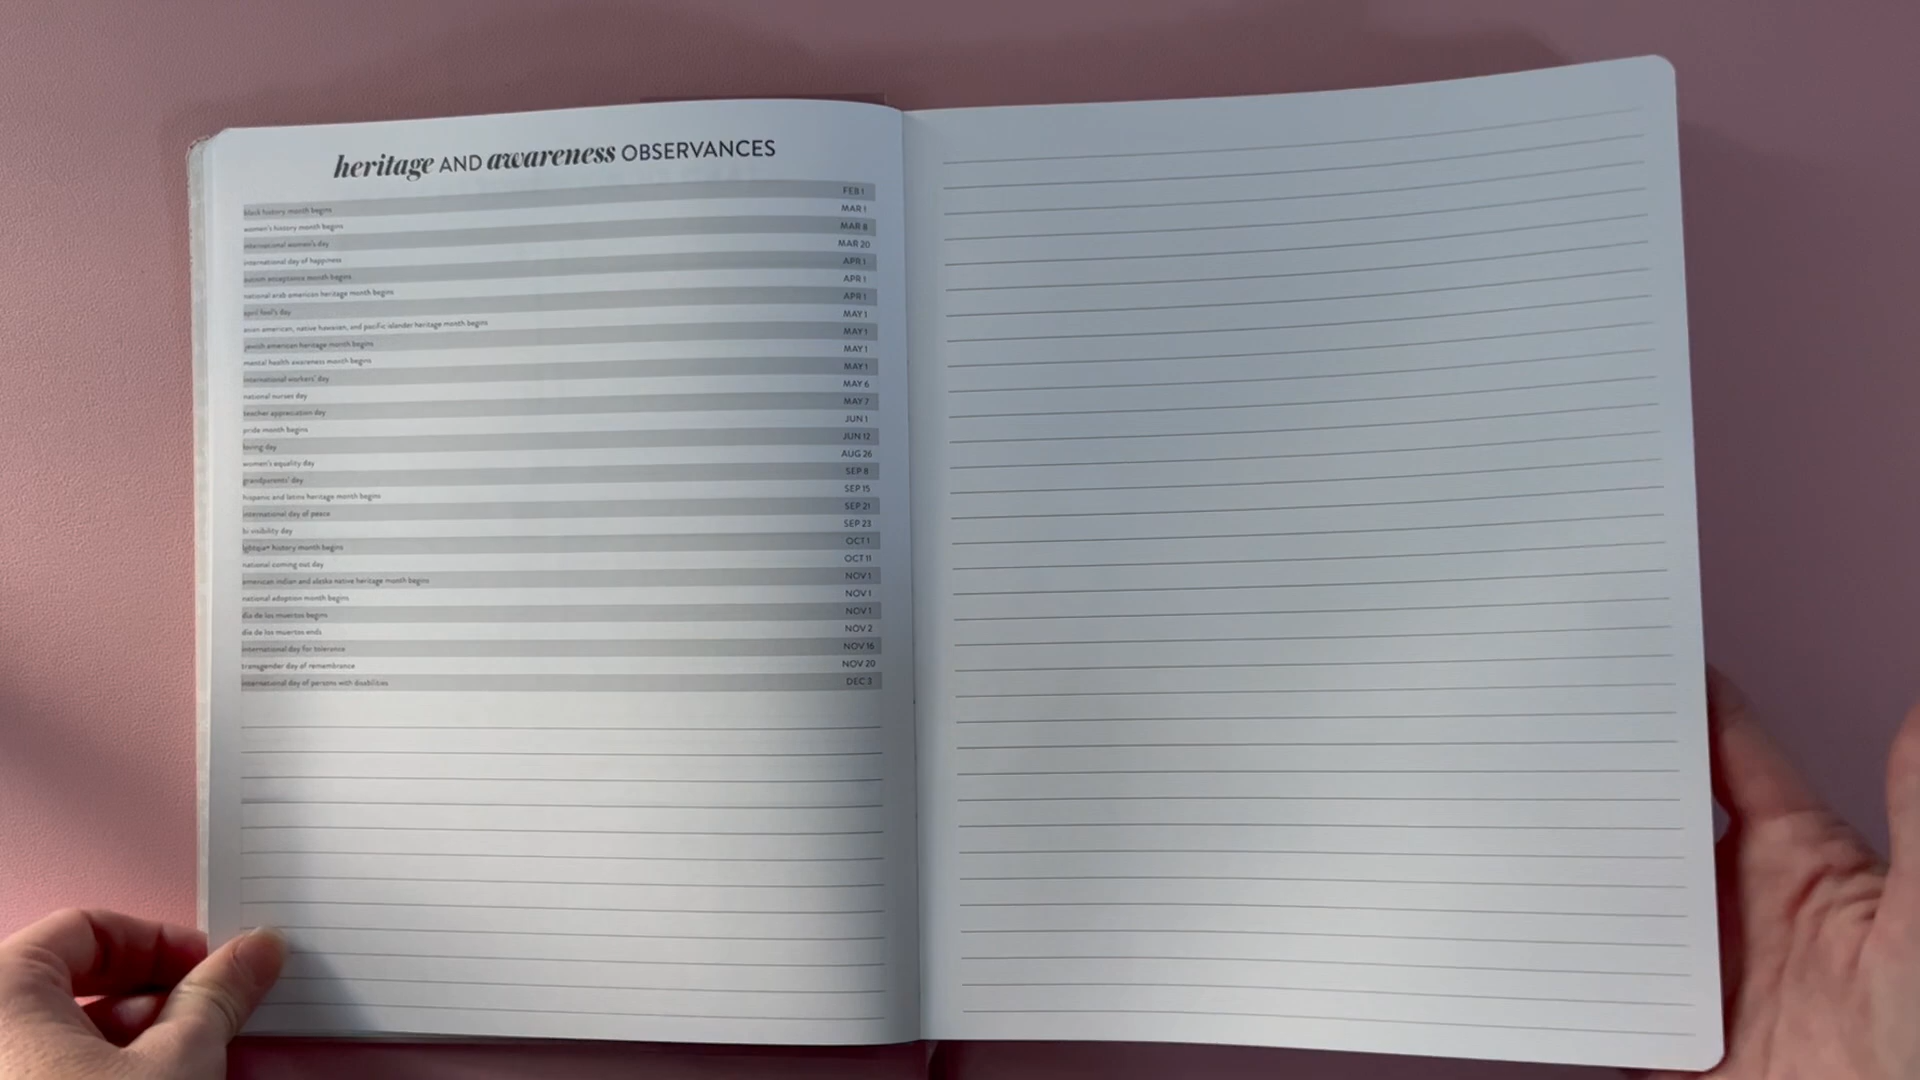 heritage AND awareness OBSERVANCES
black history month begins FEB 1
women's history month begins MAR 1
international women's day MAR 8
international day of happiness MAR 20
autism acceptance month begins APR 1
national arab american heritage month begins APR 1
april fool's day APR 1
asian american, native hawaiian, and pacific islander heritage month begins MAY 1
jewish american heritage month begins MAY 1
mental health awareness month begins MAY 1
international workers' day MAY 1
national nurses day MAY 6
teacher appreciation day MAY 7
pride month begins JUN 1
loving day JUN 12
women's equality day AUG 26
grandparents' day SEP 8
hispanic and latinx heritage month begins SEP 15
international day of peace SEP 21
bi visibility day SEP 23
lgbtqia+ history month begins OCT 1
national coming out day OCT 11
american indian and alaska native heritage month begins NOV 1
national adoption month begins NOV 1
día de los muertos begins NOV 1
día de los muertos ends NOV 2
international day for tolerance NOV 16
transgender day of remembrance NOV 20
international day of persons with disabilities DEC 3